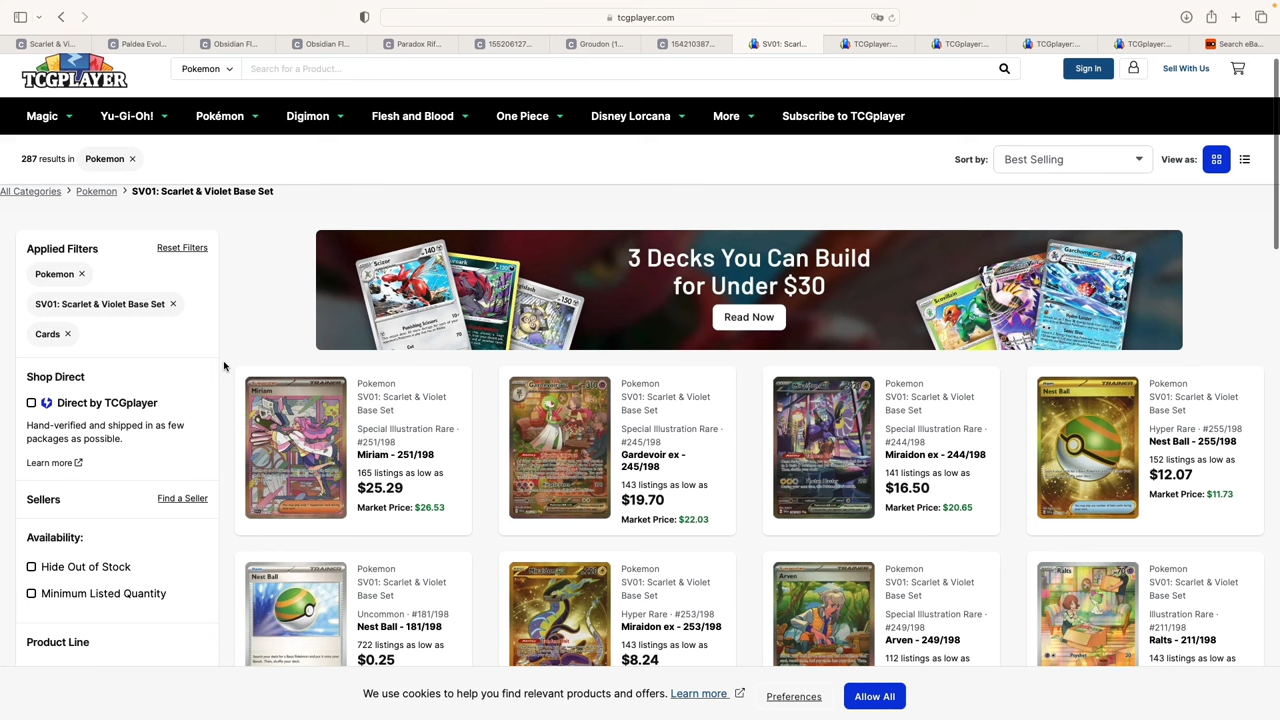 tcgplayer.com
Scarlet & Vi...
Paldea Evol...
Obsidian Fl...
Obsidian Fl...
Paradox Rif...
155206127...
Groudon (1...
154210387...
SV01: Scarl...
TCGplayer:...
TCGplayer:...
TCGplayer:...
TCGplayer:...
Search eBa...
TCGPLAYER
Pokemon
Search for a Product...
Sign In
Sell With Us
Magic
Yu-Gi-Oh!
Pokémon
Digimon
Flesh and Blood
One Piece
Disney Lorcana
More
Subscribe to TCGplayer
287 results in Pokemon
Sort by:
Best Selling
View as:
All Categories > Pokemon > SV01: Scarlet & Violet Base Set
Applied Filters
Reset Filters
Pokemon
SV01: Scarlet & Violet Base Set
Cards
Shop Direct
Direct by TCGplayer
Hand-verified and shipped in as few
packages as possible.
Learn more
Sellers
Find a Seller
Availability:
Hide Out of Stock
Minimum Listed Quantity
Product Line
3 Decks You Can Build
for Under $30
Read Now
Pokemon
SV01: Scarlet & Violet
Base Set
Special Illustration Rare ·
#251/198
Miriam - 251/198
165 listings as low as
$25.29
Market Price: $26.53
Pokemon
SV01: Scarlet & Violet
Base Set
Special Illustration Rare ·
#245/198
Gardevoir ex -
245/198
143 listings as low as
$19.70
Market Price: $22.03
Pokemon
SV01: Scarlet & Violet
Base Set
Special Illustration Rare ·
#244/198
Miraidon ex - 244/198
141 listings as low as
$16.50
Market Price: $20.65
Pokemon
SV01: Scarlet & Violet
Base Set
Hyper Rare · #255/198
Nest Ball - 255/198
152 listings as low as
$12.07
Market Price: $11.73
Pokemon
SV01: Scarlet & Violet
Base Set
Uncommon · #181/198
Nest Ball - 181/198
722 listings as low as
$0.25
Pokemon
SV01: Scarlet & Violet
Base Set
Hyper Rare · #253/198
Miraidon ex - 253/198
143 listings as low as
$8.24
Pokemon
SV01: Scarlet & Violet
Base Set
Special Illustration Rare ·
#249/198
Arven - 249/198
112 listings as low as
Pokemon
SV01: Scarlet & Violet
Base Set
Illustration Rare ·
#211/198
Ralts - 211/198
143 listings as low as
We use cookies to help you find relevant products and offers. Learn more
Preferences
Allow All